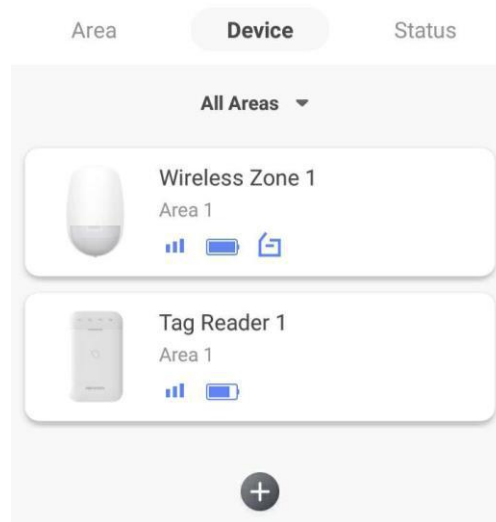 Area Device Status
All Areas
Wireless Zone 1
Area 1
Tag Reader 1
Area 1